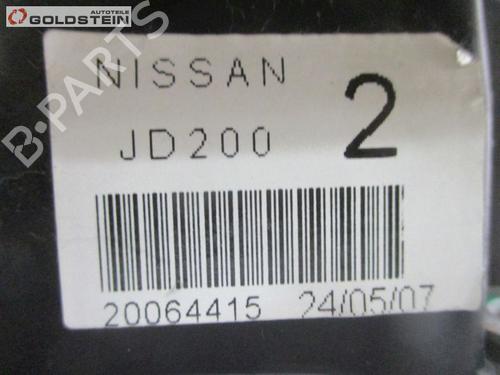 Autoteile
GOLDSTEIN
B-PARTS
NISSAN
JD200
2
20064415 24/05/07